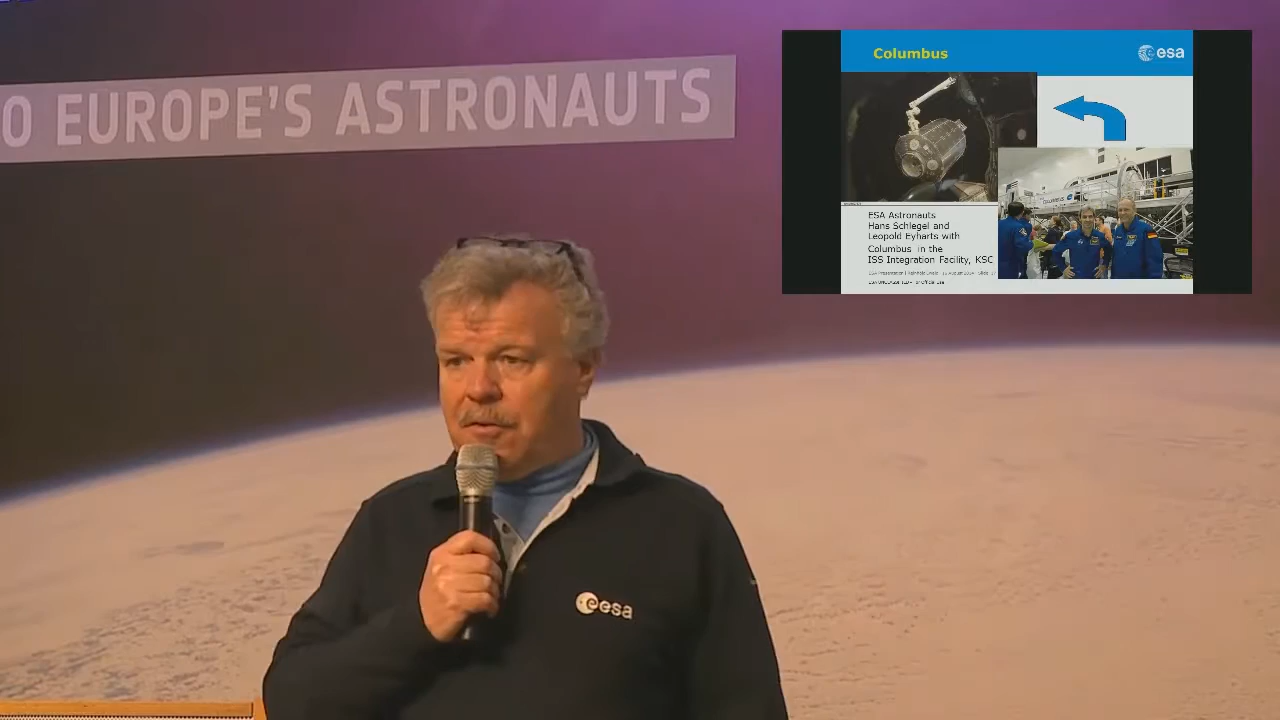 O EUROPE'S ASTRONAUTS
Columbus
esa
ESA Astronauts
Hans Schlegel and
Leopold Eyharts with
Columbus in the
ISS Integration Facility, KSC
COLUMBUS
esa